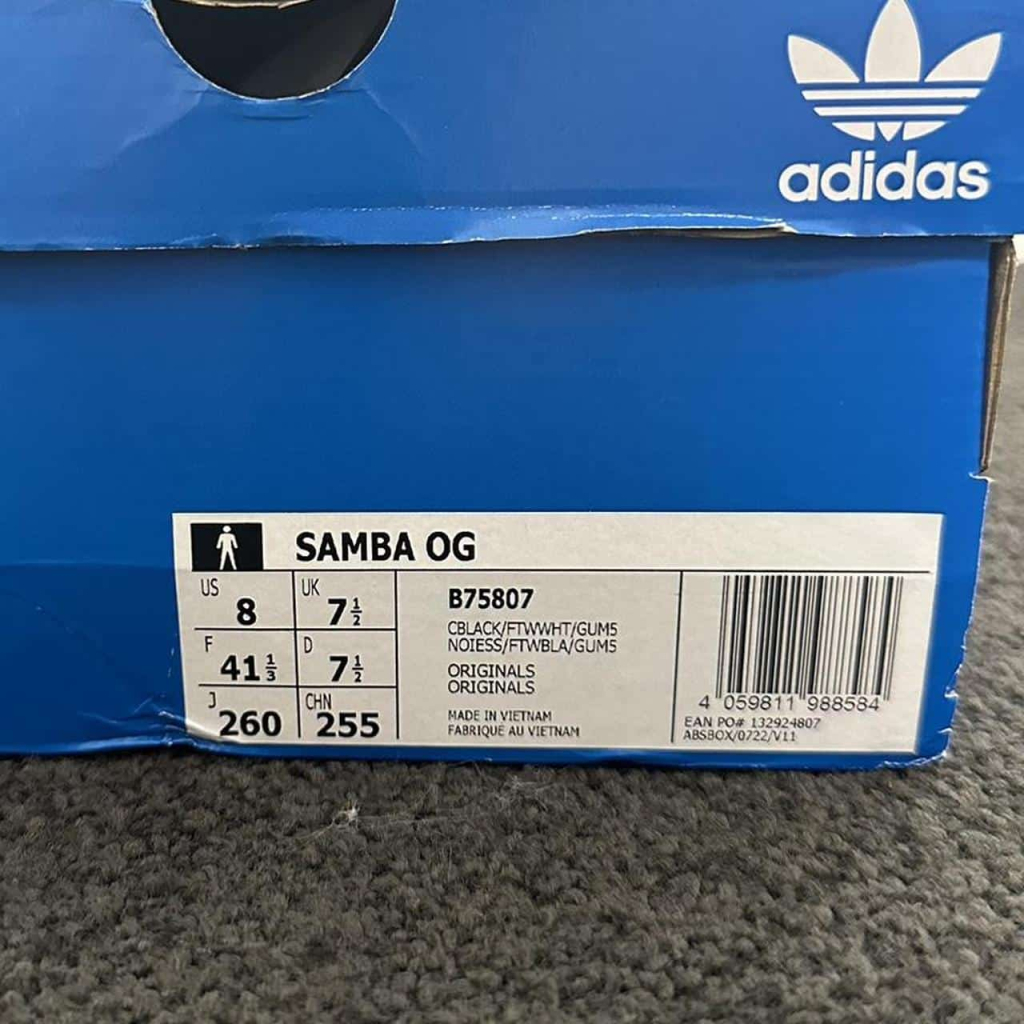 adidas
SAMBA OG
US 8 UK 7½
F 41⅓ D 7½
J 260 CHN 255
B75807
CBLACK/FTWWHT/GUM5
NOIESS/FTWBLA/GUM5
ORIGINALS
ORIGINALS
MADE IN VIETNAM
FABRIQUE AU VIETNAM
4 059811 988584
EAN PO# 132924807
ABSBOX/0722/V11